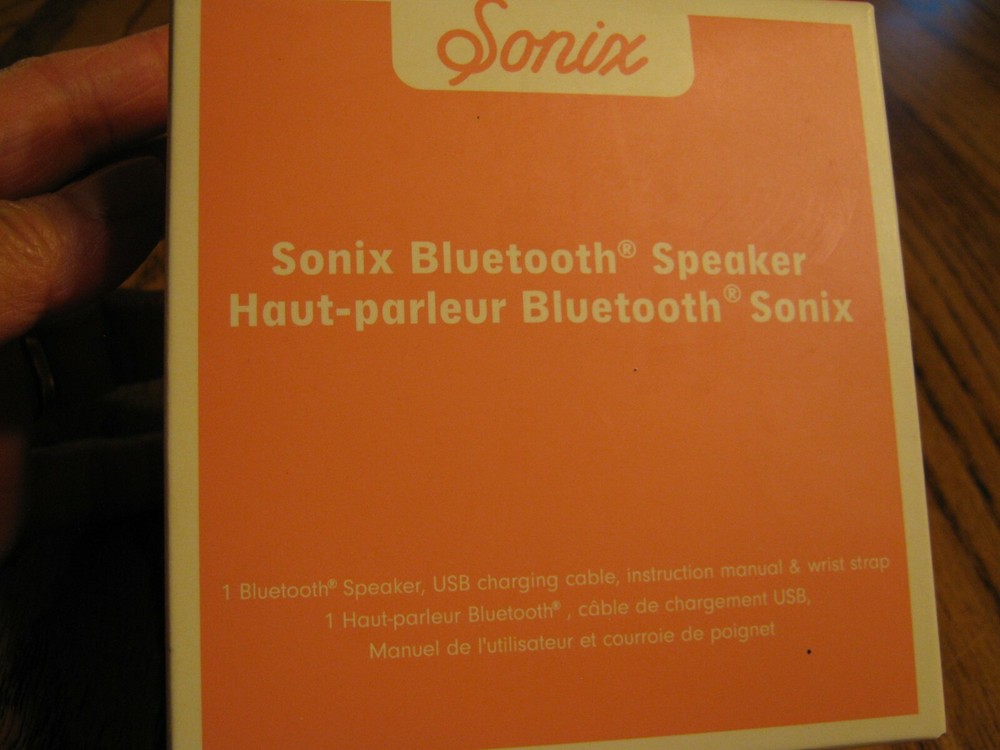 Sonix
Sonix Bluetooth® Speaker
Haut-parleur Bluetooth® Sonix
1 Bluetooth® Speaker, USB charging cable, instruction manual & wrist strap
1 Haut-parleur Bluetooth® , câble de chargement USB,
Manuel de l'utilisateur et courroie de poignet